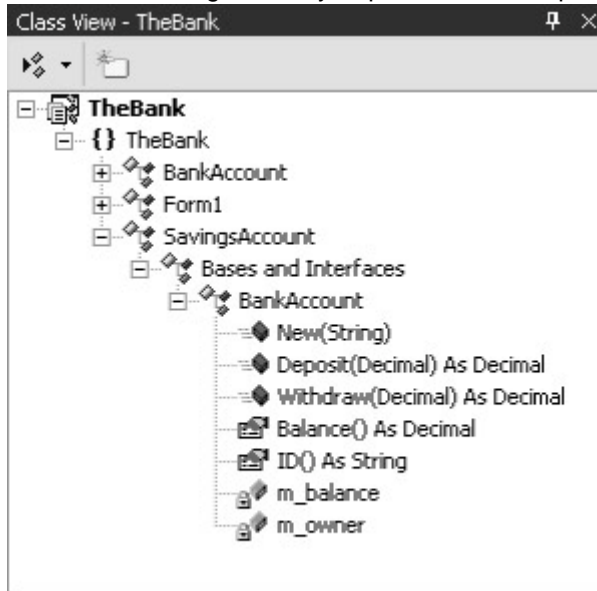 Class View - TheBank
TheBank
{} TheBank
BankAccount
Form1
SavingsAccount
Bases and Interfaces
BankAccount
New(String)
Deposit(Decimal) As Decimal
Withdraw(Decimal) As Decimal
Balance() As Decimal
ID() As String
m_balance
m_owner